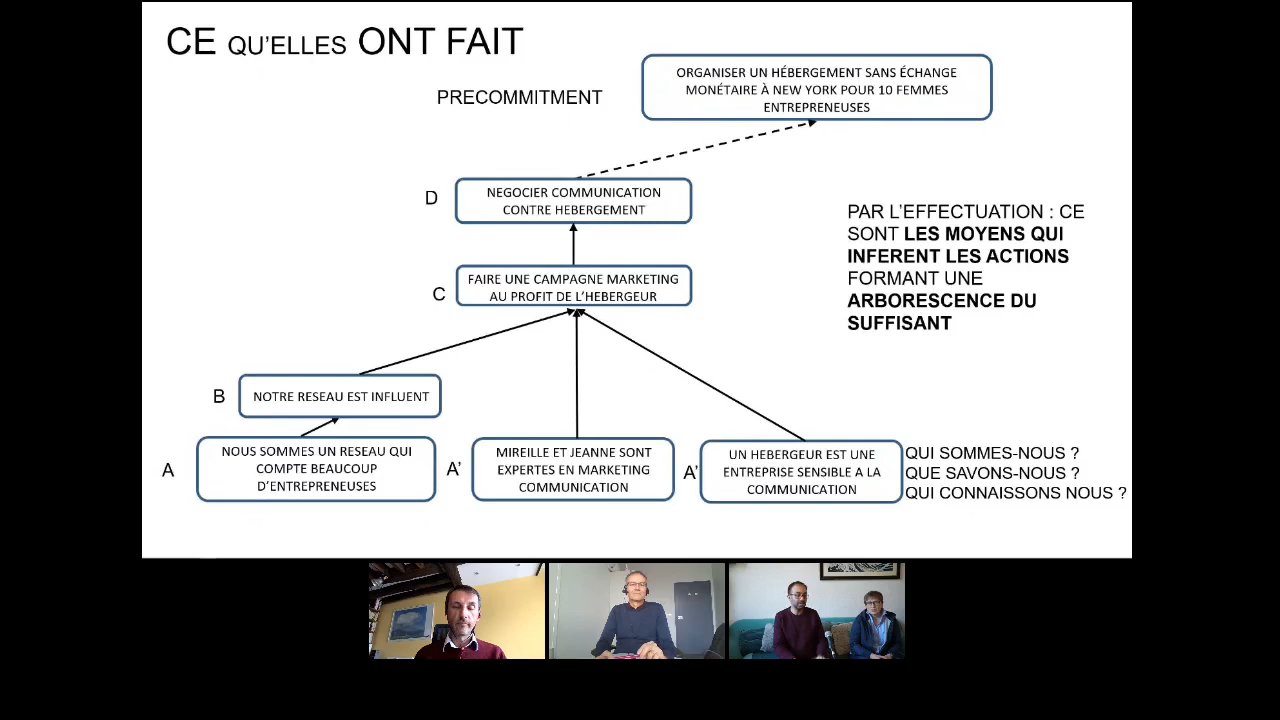 CE QU'ELLES ONT FAIT
ORGANISER UN HÉBERGEMENT SANS ÉCHANGE
MONÉTAIRE À NEW YORK POUR 10 FEMMES
ENTREPRENEUSES
PRECOMMITMENT
D
NEGOCIER COMMUNICATION
CONTRE HEBERGEMENT
PAR L'EFFECTUATION : CE
SONT LES MOYENS QUI
INFERENT LES ACTIONS
FORMANT UNE
ARBORESCENCE DU
SUFFISANT
C
FAIRE UNE CAMPAGNE MARKETING
AU PROFIT DE L'HEBERGEUR
B
NOTRE RESEAU EST INFLUENT
A
NOUS SOMMES UN RESEAU QUI
COMPTE BEAUCOUP
D'ENTREPRENEUSES
A'
MIREILLE ET JEANNE SONT
EXPERTES EN MARKETING
COMMUNICATION
A'
UN HEBERGEUR EST UNE
ENTREPRISE SENSIBLE A LA
COMMUNICATION
QUI SOMMES-NOUS ?
QUE SAVONS-NOUS ?
QUI CONNAISSONS NOUS ?